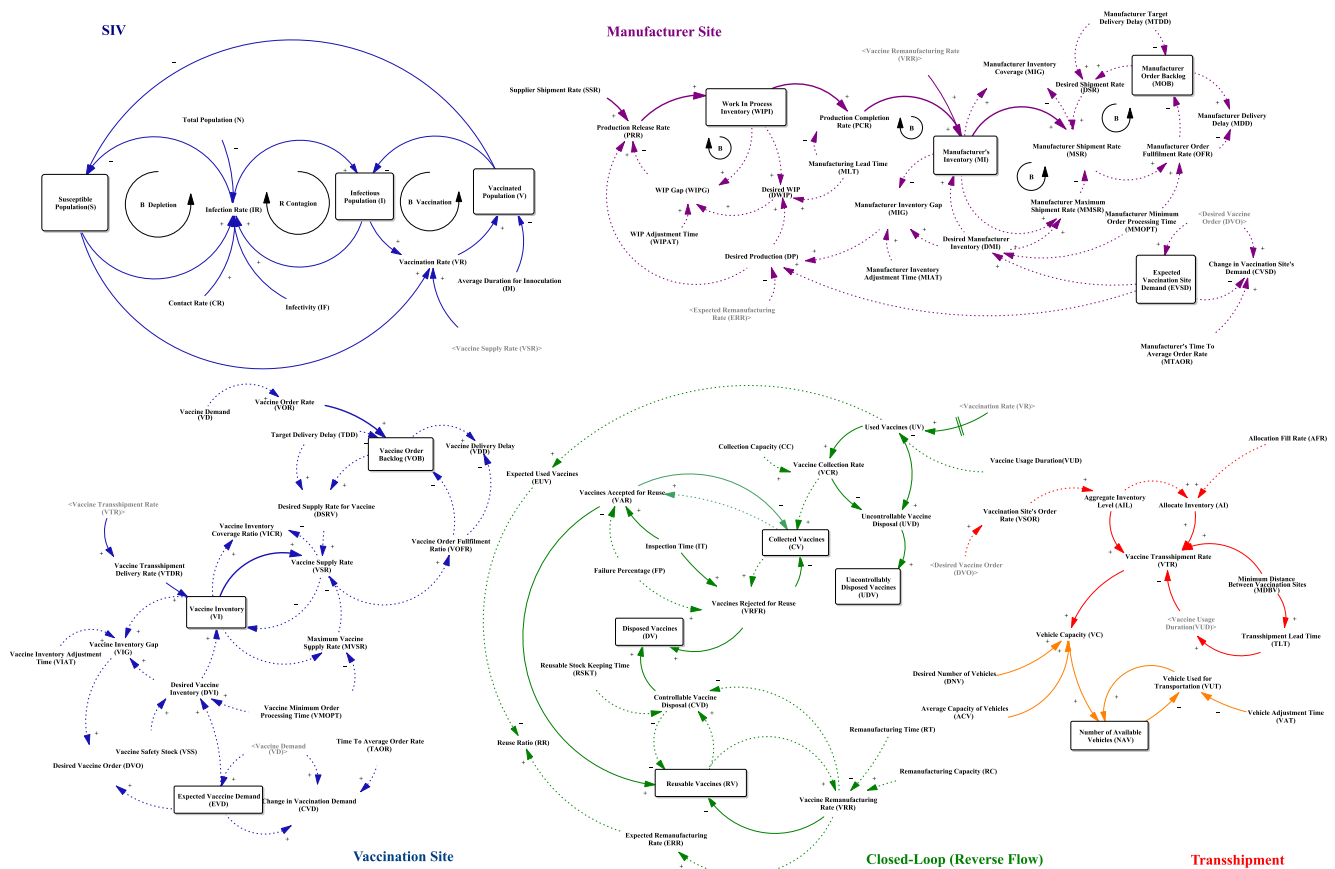 SIV
Total Population (N)
Susceptible
Population(S)
B Depletion
Infection Rate (IR)
R Contagion
Infectious
Population (I)
B Vaccination
Vaccinated
Population (V)
Vaccination Rate (VR)
Average Duration for Innoculation
(DI)
Contact Rate (CR)
Infectivity (IF)
<Vaccine Supply Rate (VSR)>
Manufacturer Site
Supplier Shipment Rate (SSR)
Production Release Rate
(PRR)
Work In Process
Inventory (WIPI)
B
WIP Gap (WIPG)
WIP Adjustment Time
(WIPAT)
Desired WIP
(DWIP)
Production Completion
Rate (PCR)
Manufacturing Lead Time
(MLT)
<Vaccine Remanufacturing Rate
(VRR)>
B
Manufacturer's
Inventory (MI)
Manufacturer Inventory
Coverage (MIG)
Manufacturer Inventory Gap
(MIG)
Desired Production (DP)
Manufacturer Inventory
Adjustment Time (MIAT)
<Expected Remanufacturing
Rate (ERR)>
Desired Manufacturer
Inventory (DMI)
Manufacturer Target
Delivery Delay (MTDD)
Desired Shipment Rate
(DSR)
Manufacturer
Order Backlog
(MOB)
B
Manufacturer Delivery
Delay (MDD)
Manufacturer Shipment Rate
(MSR)
Manufacturer Order
Fullfilment Rate (OFR)
B
Manufacturer Maximum
Shipment Rate (MMSR)
Manufacturer Minimum
Order Processing Time
(MMOPT)
<Desired Vaccine
Order (DVO)>
Expected
Vaccination Site
Demand (EVSD)
Change in Vaccination Site's
Demand (CVSD)
Manufacturer's Time To
Average Order Rate
(MTAOR)
Vaccine Demand
(VD)
Vaccine Order Rate
(VOR)
Target Delivery Delay (TDD)
Vaccine Order
Backlog (VOB)
Vaccine Delivery Delay
(VDD)
<Vaccine Transshipment Rate
(VTR)>
Desired Supply Rate for Vaccine
(DSRV)
Vaccine Inventory
Coverage Ratio (VICR)
Vaccine Supply Rate
(VSR)
Vaccine Order Fullfilment
Ratio (VOFR)
Vaccine Transshipment
Delivery Rate (VTDR)
Vaccine Inventory
(VI)
Vaccine Inventory Adjustment
Time (VIAT)
Vaccine Inventory Gap
(VIG)
Maximum Vaccine
Supply Rate (MVSR)
Desired Vaccine
Inventory (DVI)
Vaccine Minimum Order
Processing Time (VMOPT)
Vaccine Safety Stock (VSS)
Desired Vaccine Order (DVO)
<Vaccine Demand
(VD)>
Time To Average Order Rate
(TAOR)
Expected Vacccine Demand
(EVD)
Change in Vaccination Demand
(CVD)
Vaccination Site
<Vaccination Rate (VR)>
Used Vaccines (UV)
Collection Capacity (CC)
Vaccine Collection Rate
(VCR)
Vaccine Usage Duration(VUD)
Expected Used Vaccines
(EUV)
Vaccines Accepted for Reuse
(VAR)
Uncontrollable Vaccine
Disposal (UVD)
Inspection Time (IT)
Collected Vaccines
(CV)
Failure Percentage (FP)
Uncontrollably
Disposed Vaccines
(UDV)
Vaccines Rejected for Reuse
(VRFR)
Disposed Vaccines
(DV)
Reusable Stock Keeping Time
(RSKT)
Controllable Vaccine
Disposal (CVD)
Reuse Ratio (RR)
Remanufacturing Time (RT)
Remanufacturing Capacity (RC)
Reusable Vaccines (RV)
Vaccine Remanufacturing
Rate (VRR)
Expected Remanufacturing
Rate (ERR)
Closed-Loop (Reverse Flow)
Allocation Fill Rate (AFR)
Aggregate Inventory
Level (AIL)
Allocate Inventory (AI)
Vaccination Site's Order
Rate (VSOR)
<Desired Vaccine Order
(DVO)>
Vaccine Transshipment Rate
(VTR)
Minimum Distance
Between Vaccination Sites
(MDBV)
<Vaccine Usage
Duration(VUD)>
Transshipment Lead Time
(TLT)
Vehicle Capacity (VC)
Desired Number of Vehicles
(DNV)
Average Capacity of Vehicles
(ACV)
Vehicle Used for
Transportation (VUT)
Vehicle Adjustment Time
(VAT)
Number of Available
Vehicles (NAV)
Transshipment